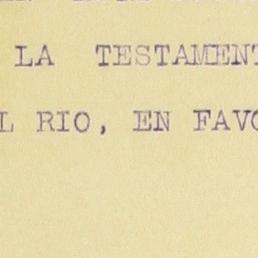 LA TESTAMENT
L RIO, EN FAVO